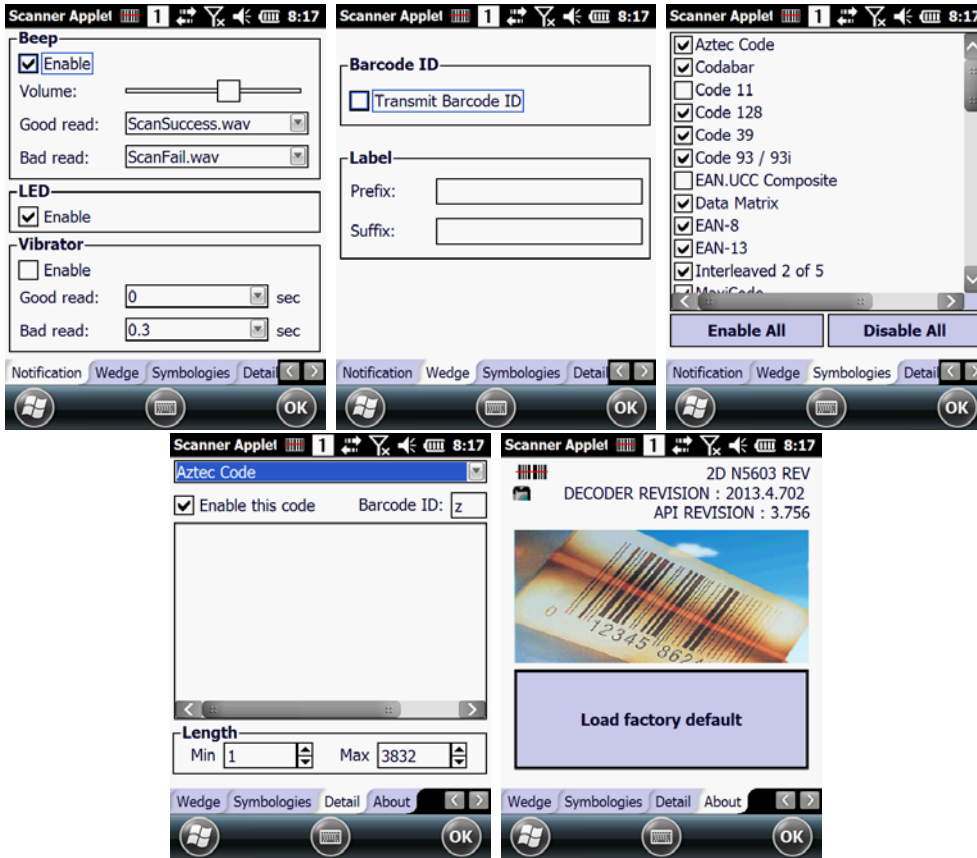 Scanner Applet 1 8:17
Beep
Enable
Volume:
Good read: ScanSuccess.wav
Bad read: ScanFail.wav
LED
Enable
Vibrator
Enable
Good read: 0 sec
Bad read: 0.3 sec
Notification Wedge Symbologies Detail
OK
Scanner Applet 1 8:17
Barcode ID
Transmit Barcode ID
Label
Prefix:
Suffix:
Notification Wedge Symbologies Detail
OK
Scanner Applet 1 8:17
Aztec Code
Codabar
Code 11
Code 128
Code 39
Code 93 / 93i
EAN.UCC Composite
Data Matrix
EAN-8
EAN-13
Interleaved 2 of 5
MaxiCode
Enable All Disable All
Notification Wedge Symbologies Detail
OK
Scanner Applet 1 8:17
Aztec Code
Enable this code Barcode ID: z
Length
Min 1 Max 3832
Wedge Symbologies Detail About
OK
Scanner Applet 1 8:17
2D N5603 REV
DECODER REVISION : 2013.4.702
API REVISION : 3.756
0 12345 862
Load factory default
Wedge Symbologies Detail About
OK